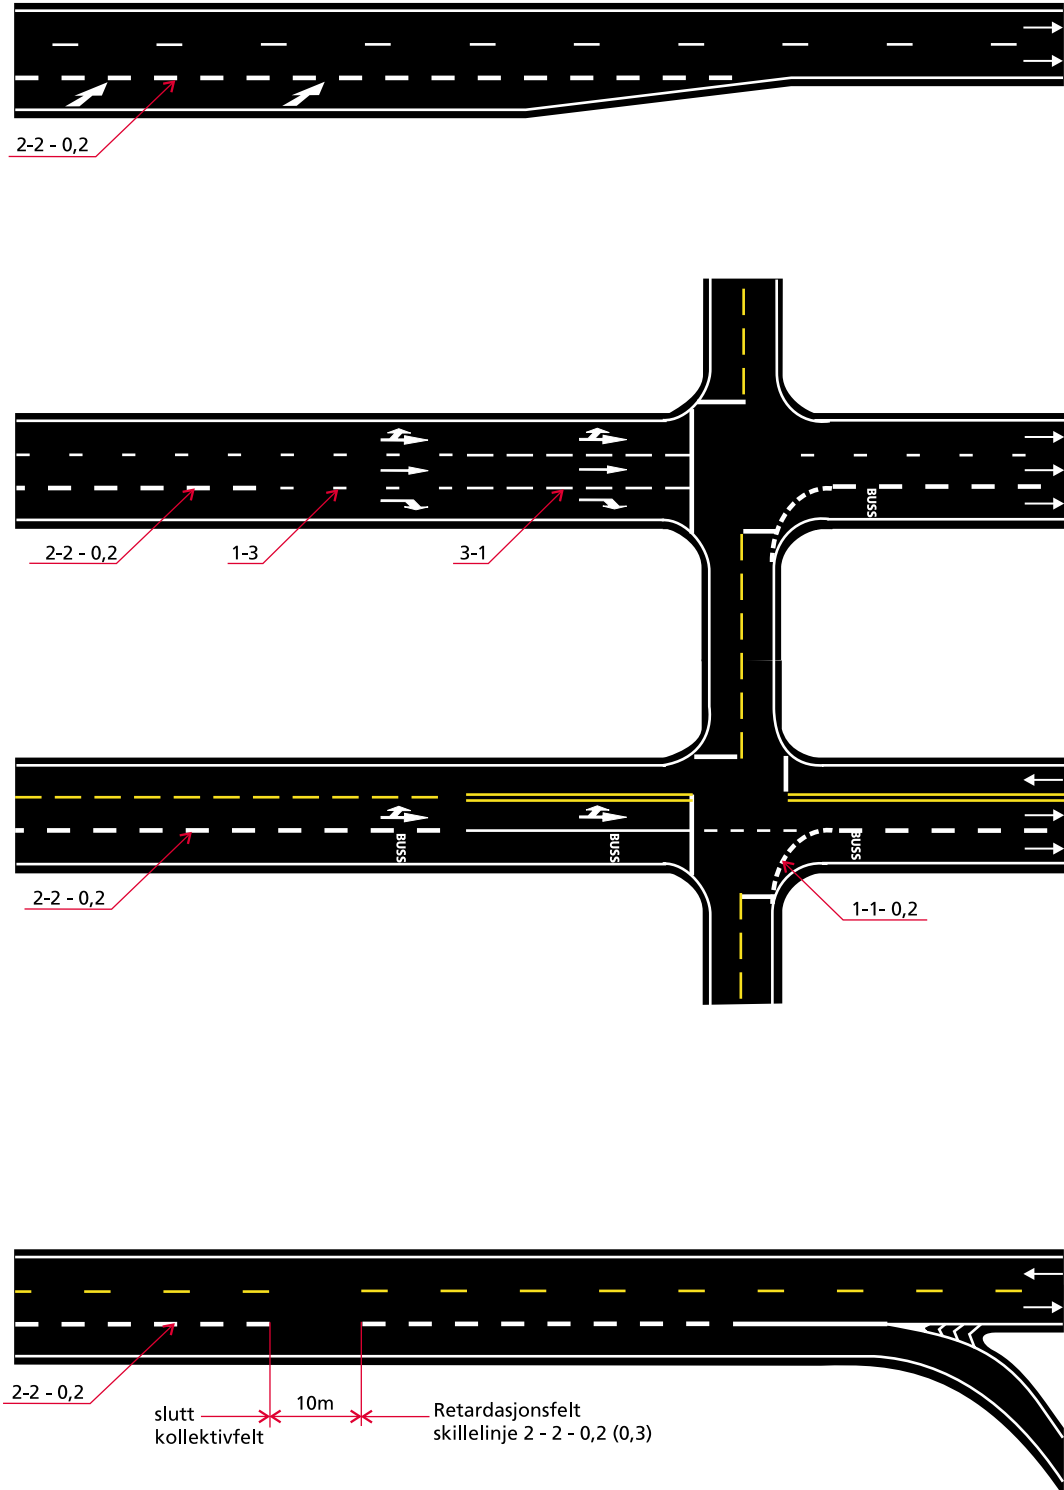 2-2 - 0,2
BUSS
2-2 - 0,2
1-3
3-1
BUSS
BUSS
BUSS
2-2 - 0,2
1-1- 0,2
2-2 - 0,2
slutt
kollektivfelt
10m
Retardasjonsfelt
skillelinje 2 - 2 - 0,2 (0,3)